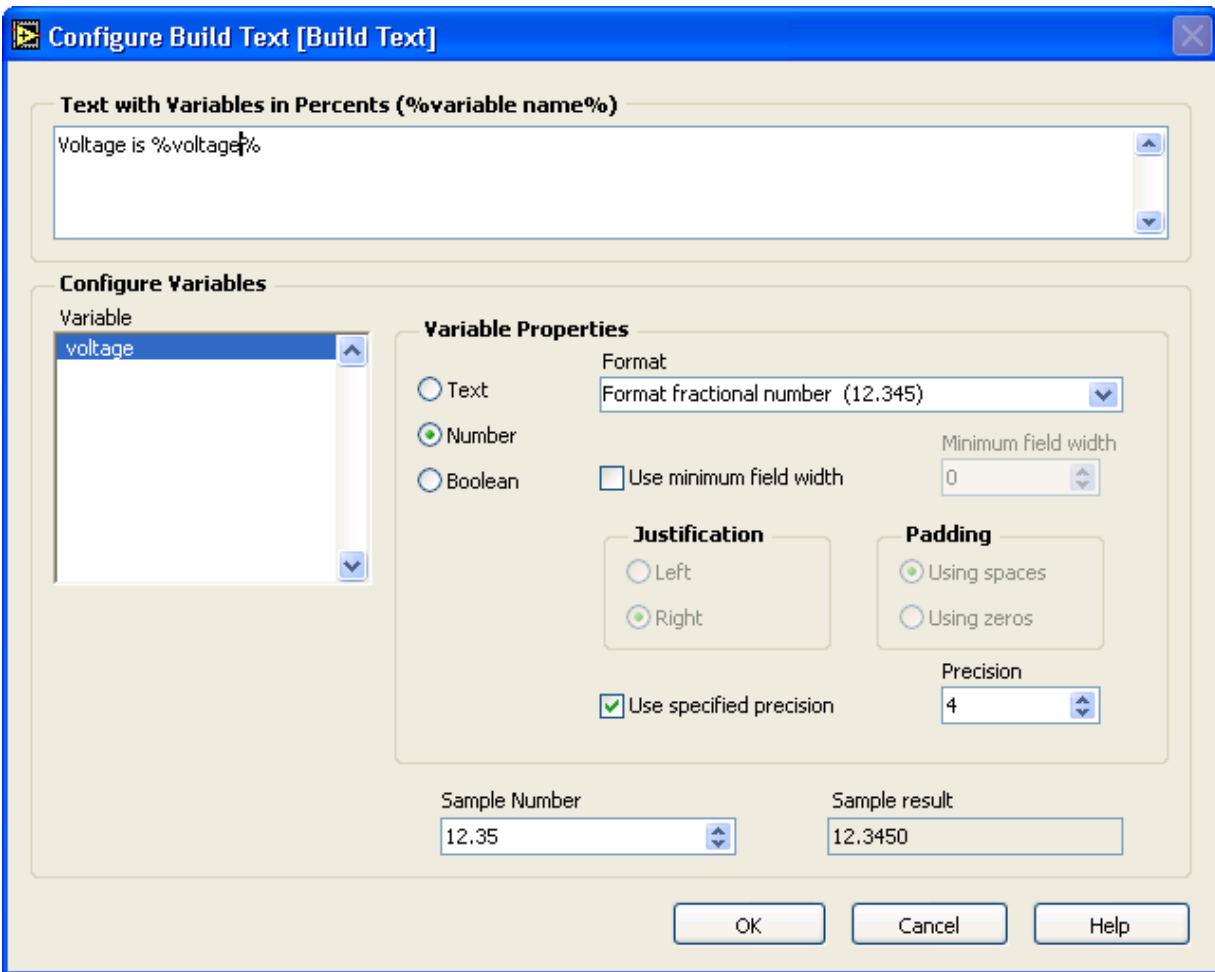 Configure Build Text [Build Text]
Text with Variables in Percents (%variable name%)
Voltage is %voltage%
Configure Variables
Variable
voltage
Variable Properties
Text
Number
Boolean
Format
Format fractional number (12.345)
Use minimum field width
Minimum field width
0
Justification
Left
Right
Padding
Using spaces
Using zeros
Use specified precision
Precision
4
Sample Number
12.35
Sample result
12.3450
OK Cancel Help